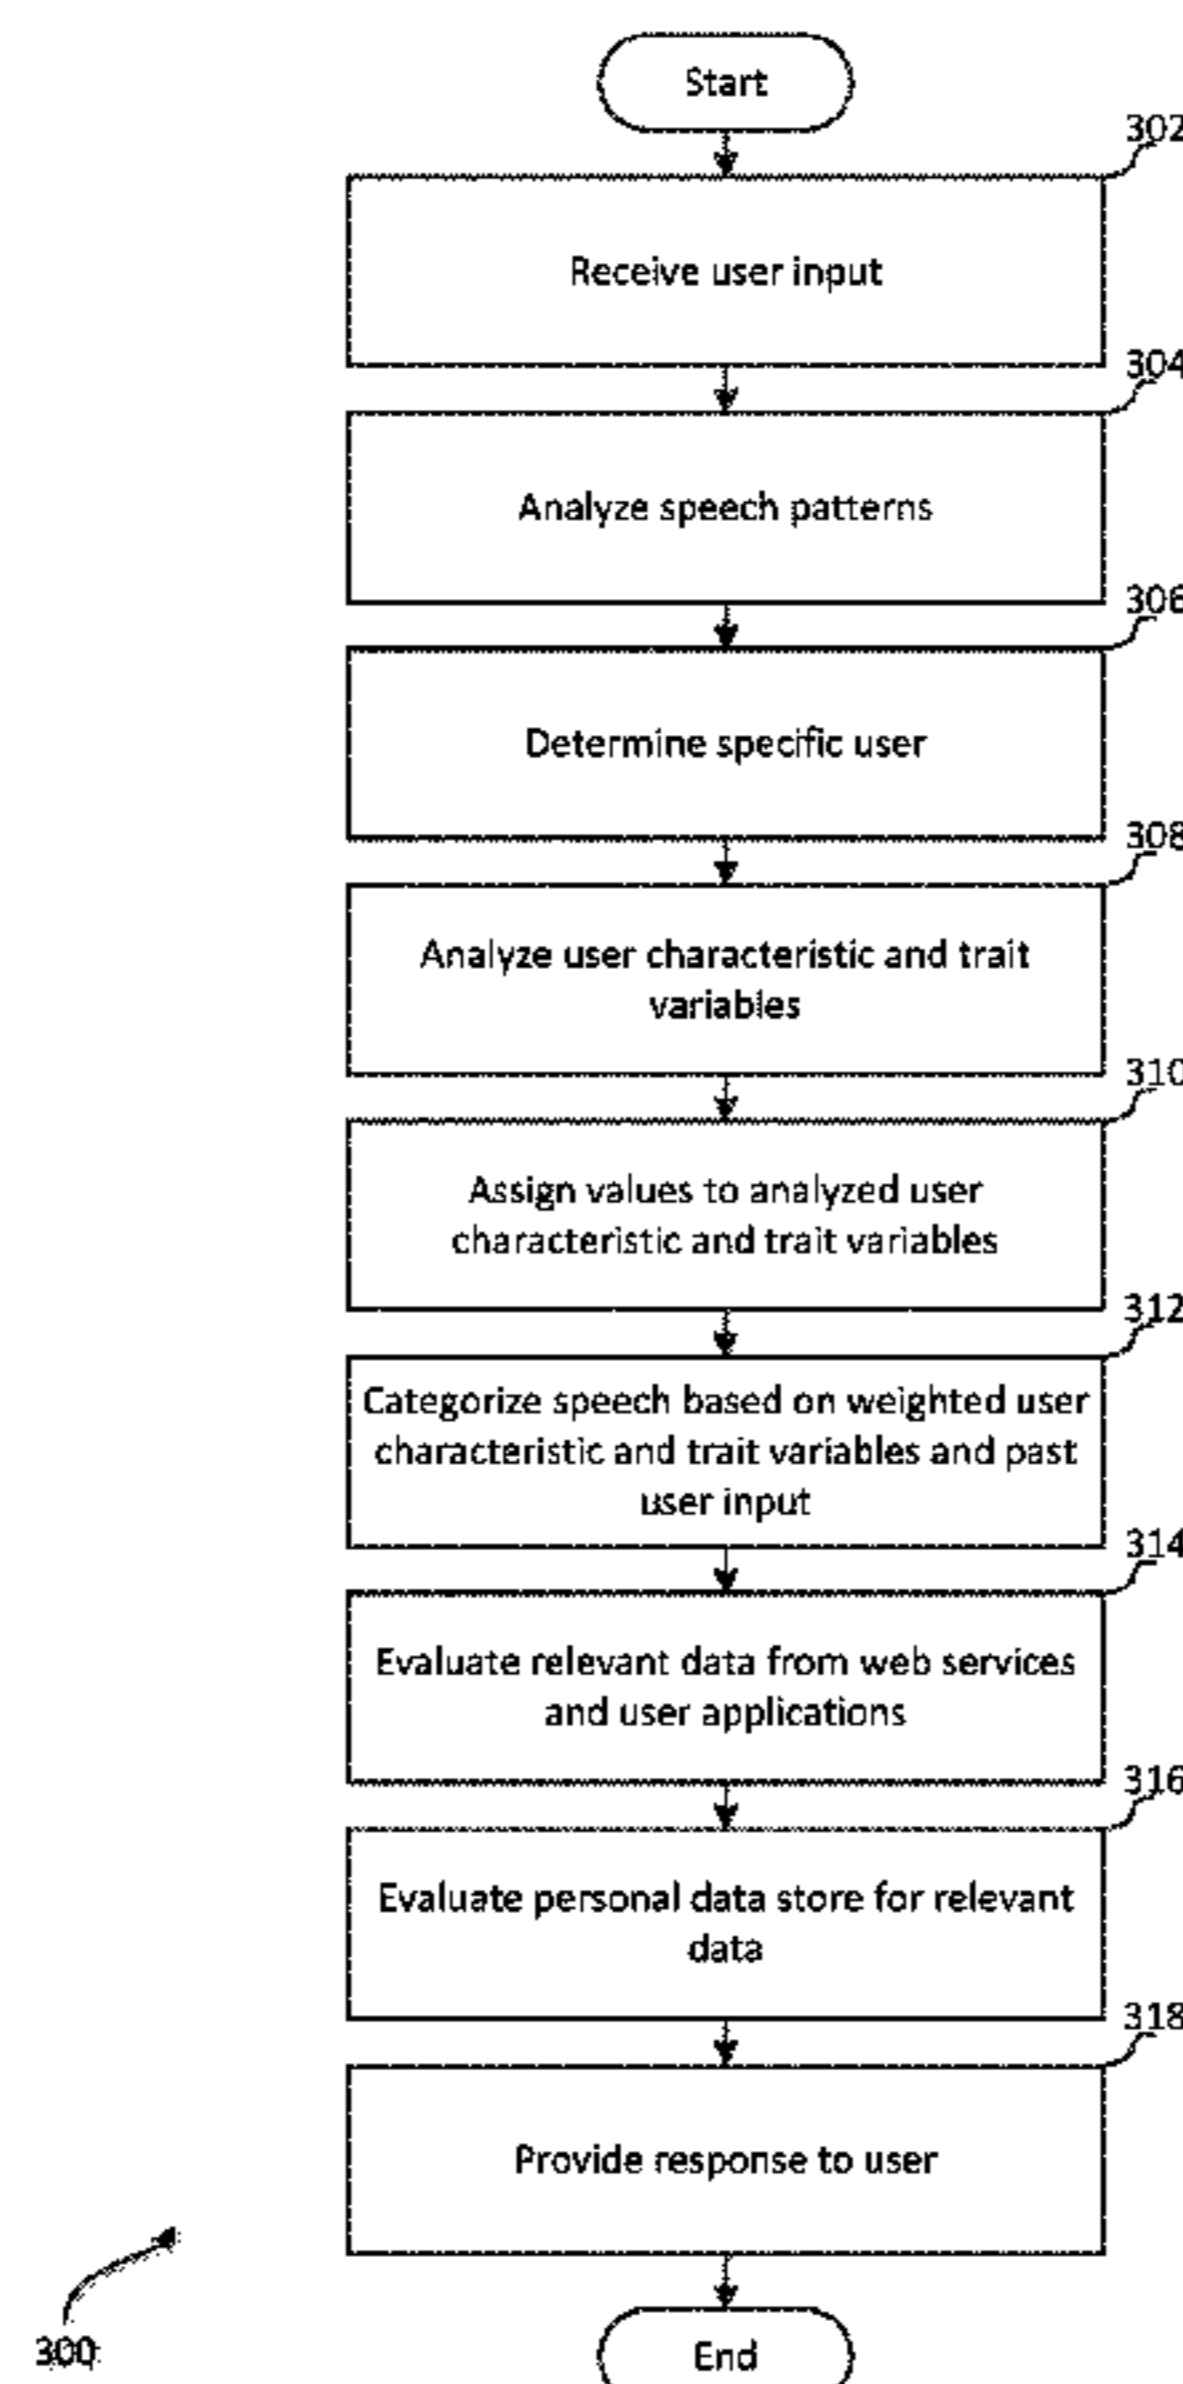 Start
302
Receive user input
304
Analyze speech patterns
306
Determine specific user
308
Analyze user characteristic and trait
variables
310
Assign values to analyzed user
characteristic and trait variables
312
Categorize speech based on weighted user
characteristic and trait variables and past
user input
314
Evaluate relevant data from web services
and user applications
316
Evaluate personal data store for relevant
data
318
Provide response to user
300
End